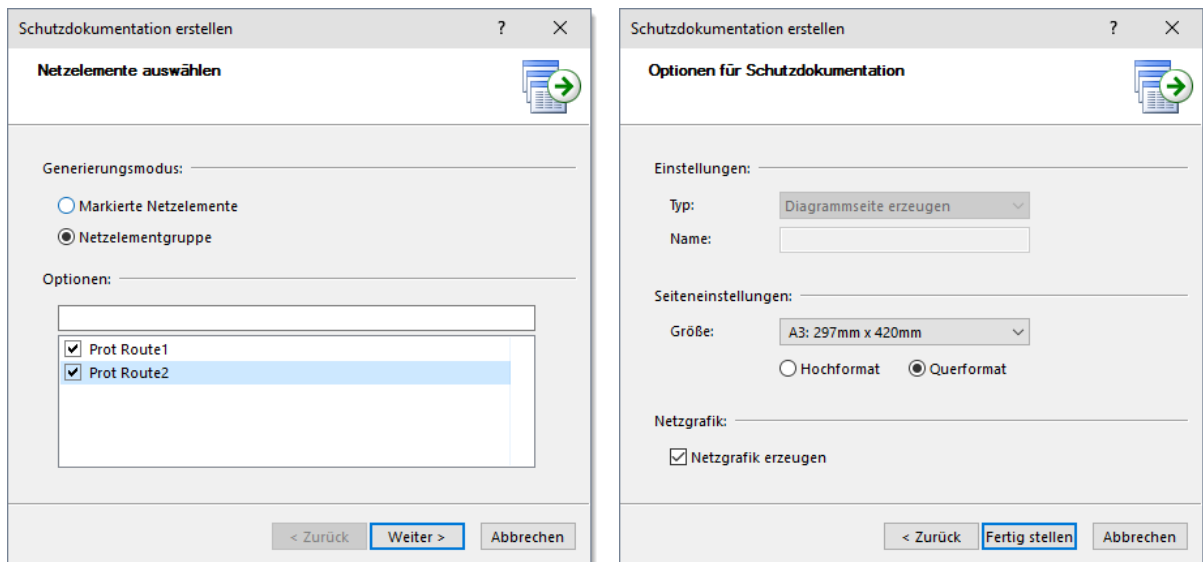 Schutzdokumentation erstellen ? ×
Netzelemente auswählen
Generierungsmodus:
Markierte Netzelemente
Netzelementgruppe
Optionen:
Prot Route1
Prot Route2
< Zurück Weiter > Abbrechen
Schutzdokumentation erstellen ? ×
Optionen für Schutzdokumentation
Einstellungen:
Typ: Diagrammseite erzeugen
Name:
Seiteneinstellungen:
Größe: A3: 297mm x 420mm
Hochformat Querformat
Netzgrafik:
Netzgrafik erzeugen
< Zurück Fertig stellen Abbrechen